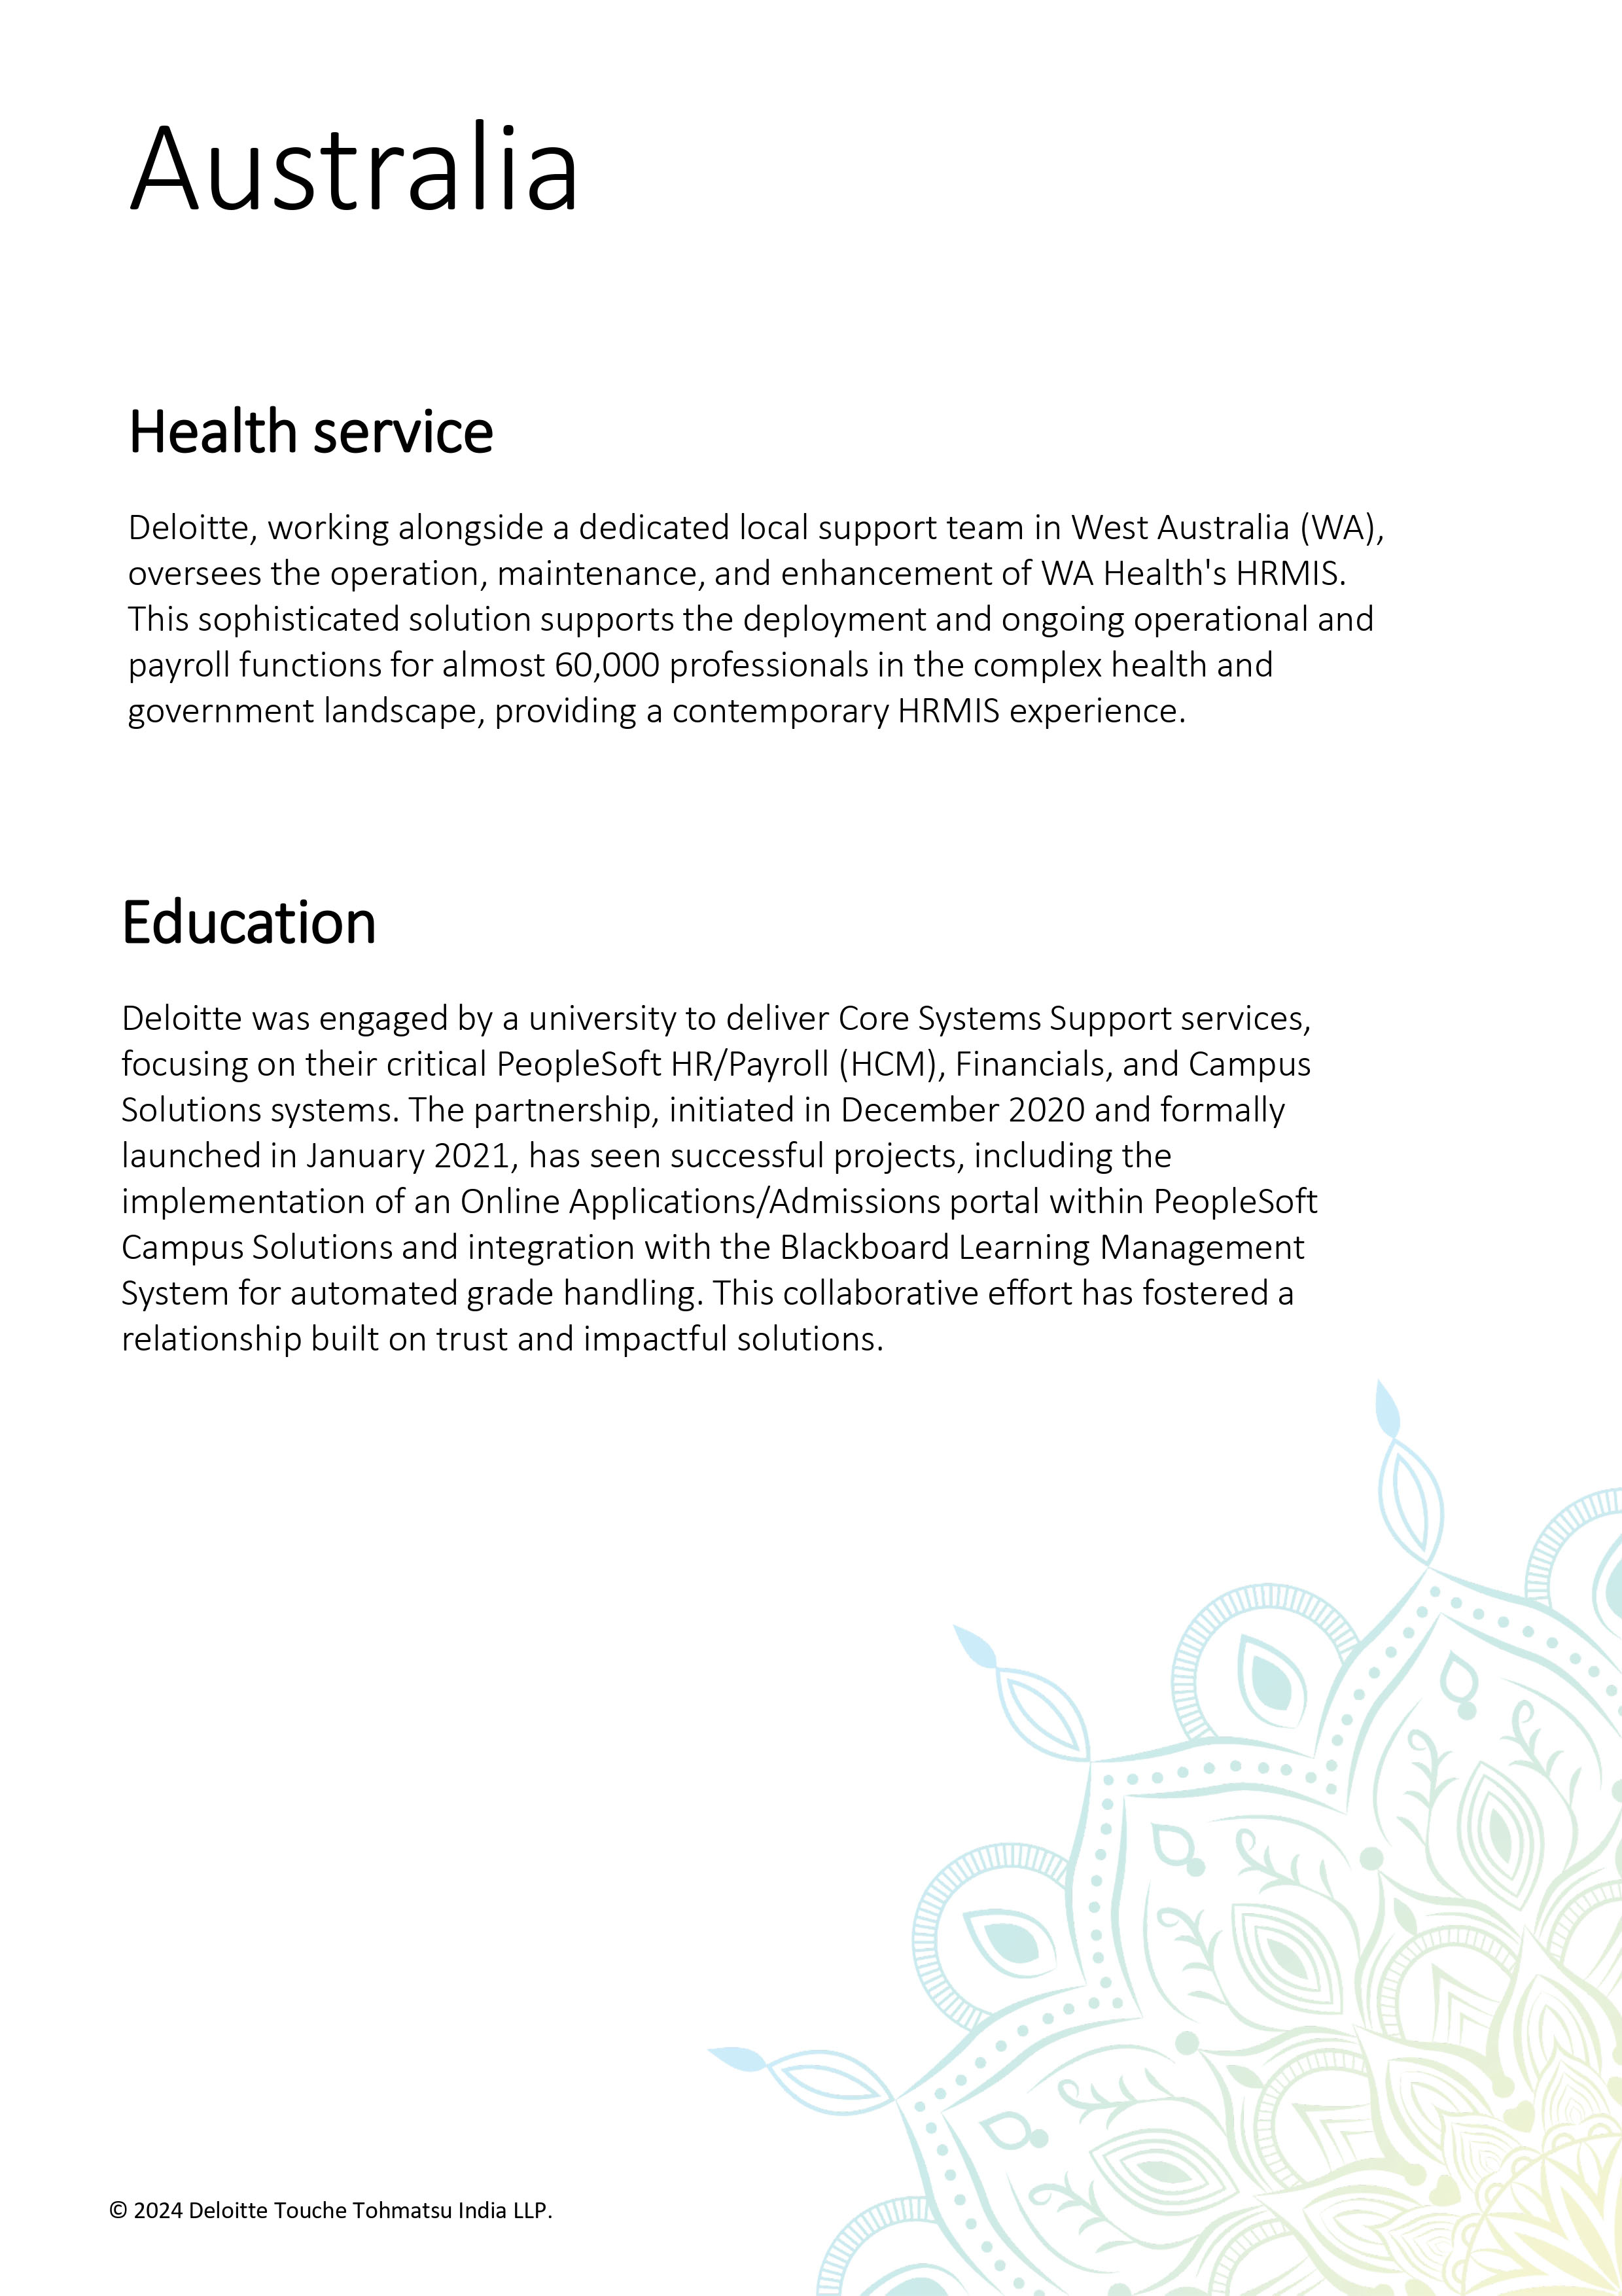 Australia
Health service
Deloitte, working alongside a dedicated local support team in West Australia (WA),
oversees the operation, maintenance, and enhancement of WA Health's HRMIS.
This sophisticated solution supports the deployment and ongoing operational and
payroll functions for almost 60,000 professionals in the complex health and
government landscape, providing a contemporary HRMIS experience.
Education
Deloitte was engaged by a university to deliver Core Systems Support services,
focusing on their critical PeopleSoft HR/Payroll (HCM), Financials, and Campus
Solutions systems. The partnership, initiated in December 2020 and formally
launched in January 2021, has seen successful projects, including the
implementation of an Online Applications/Admissions portal within PeopleSoft
Campus Solutions and integration with the Blackboard Learning Management
System for automated grade handling. This collaborative effort has fostered a
relationship built on trust and impactful solutions.
© 2024 Deloitte Touche Tohmatsu India LLP.